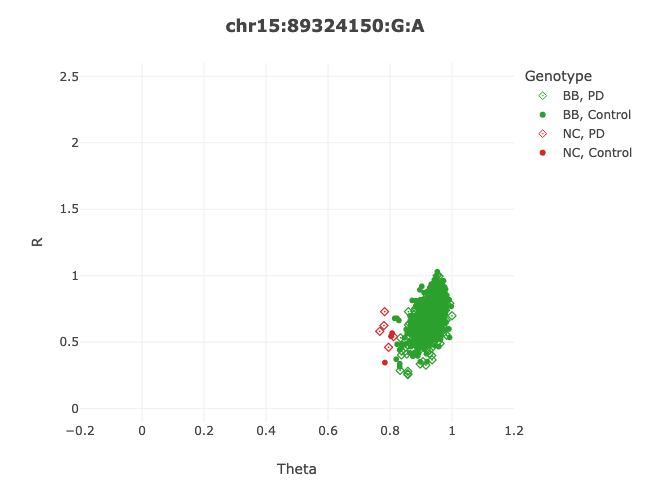 chr15:89324150:G:A
Genotype
BB, PD
BB, Control
NC, PD
NC, Control
2.5
2
1.5
1
0.5
0
R
−0.2 0 0.2 0.4 0.6 0.8 1 1.2
Theta